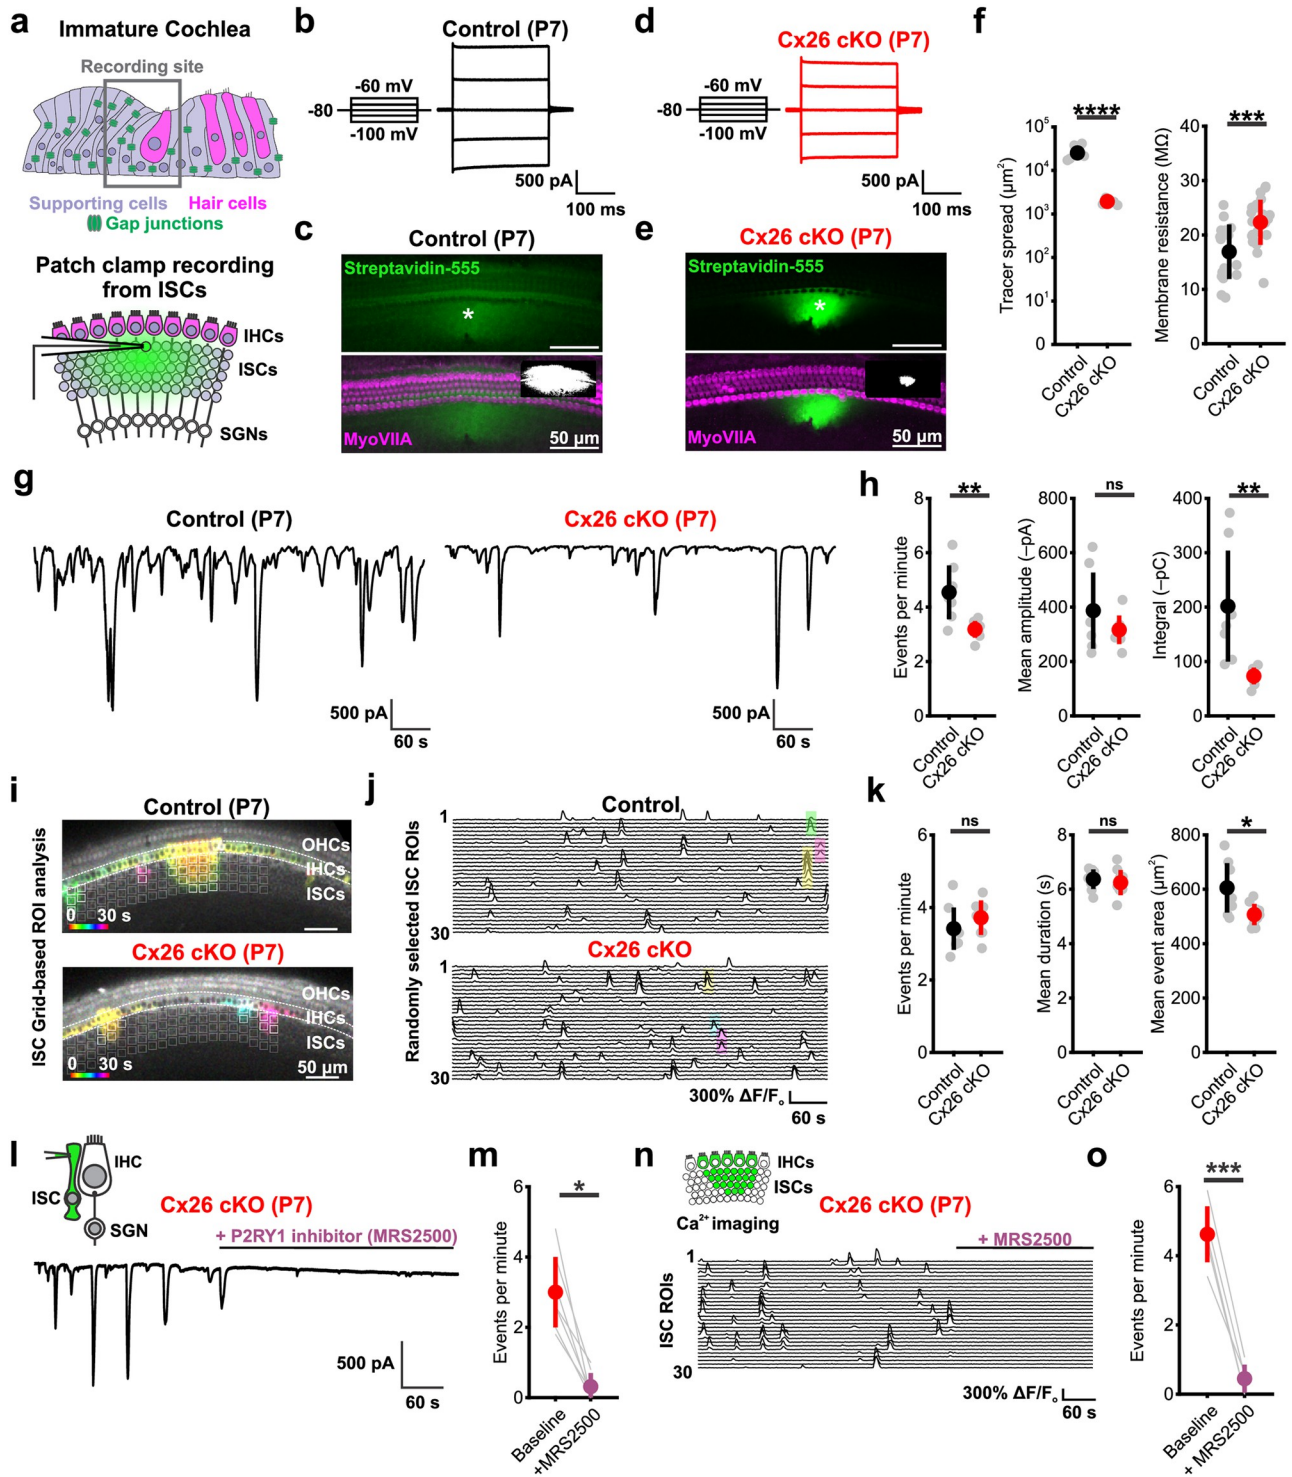 a
Immature Cochlea
Recording site
Supporting cells Hair cells
Gap junctions
Patch clamp recording
from ISCs
IHCs
ISCs
SGNs
b
Control (P7)
-60 mV
-80
-100 mV
500 pA
100 ms
c
Control (P7)
Streptavidin-555
*
MyoVIIA
50 µm
d
Cx26 cKO (P7)
-60 mV
-80
-100 mV
500 pA
100 ms
e
Cx26 cKO (P7)
Streptavidin-555
*
MyoVIIA
50 µm
f
****
Tracer spread (µm²)
10⁵
10⁴
10³
10²
10¹
0
Control
Cx26 cKO
***
Membrane resistance (MΩ)
40
30
20
10
0
Control
Cx26 cKO
g
Control (P7)
500 pA
60 s
Cx26 cKO (P7)
500 pA
60 s
h
**
Events per minute
8
6
4
2
0
Control
Cx26 cKO
ns
Mean amplitude (–pA)
800
600
400
200
0
Control
Cx26 cKO
**
Integral (–pC)
400
300
200
100
0
Control
Cx26 cKO
i
ISC Grid-based ROI analysis
Control (P7)
OHCs
IHCs
ISCs
0 30 s
Cx26 cKO (P7)
OHCs
IHCs
ISCs
0 30 s
50 µm
j
Randomly selected ISC ROIs
Control
1
30
Cx26 cKO
1
30
300% ΔF/Fo
60 s
k
ns
Events per minute
6
4
2
0
Control
Cx26 cKO
ns
Mean duration (s)
8
6
4
2
0
Control
Cx26 cKO
*
Mean event area (µm²)
800
600
400
200
0
Control
Cx26 cKO
l
IHC
ISC
SGN
Cx26 cKO (P7)
+ P2RY1 inhibitor (MRS2500)
500 pA
60 s
m
*
Events per minute
6
4
2
0
Baseline
+MRS2500
n
IHCs
ISCs
Ca²⁺ imaging
Cx26 cKO (P7)
+ MRS2500
ISC ROIs
1
30
300% ΔF/Fo
60 s
o
***
Events per minute
6
4
2
0
Baseline
+ MRS2500